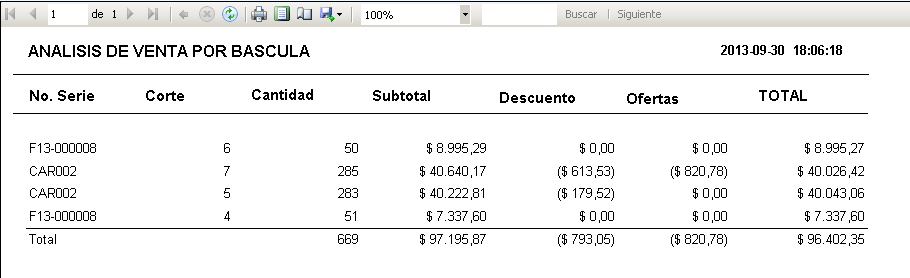 1 de 1 100% Buscar | Siguiente
ANALISIS DE VENTA POR BASCULA 2013-09-30 18:06:18
No. Serie Corte Cantidad Subtotal Descuento Ofertas TOTAL
F13-000008 6 50 $ 8.995,29 $ 0,00 $ 0,00 $ 8.995,27
CAR002 7 285 $ 40.640,17 ($ 613,53) ($ 820,78) $ 40.026,42
CAR002 5 283 $ 40.222,81 ($ 179,52) $ 0,00 $ 40.043,06
F13-000008 4 51 $ 7.337,60 $ 0,00 $ 0,00 $ 7.337,60
Total 669 $ 97.195,87 ($ 793,05) ($ 820,78) $ 96.402,35